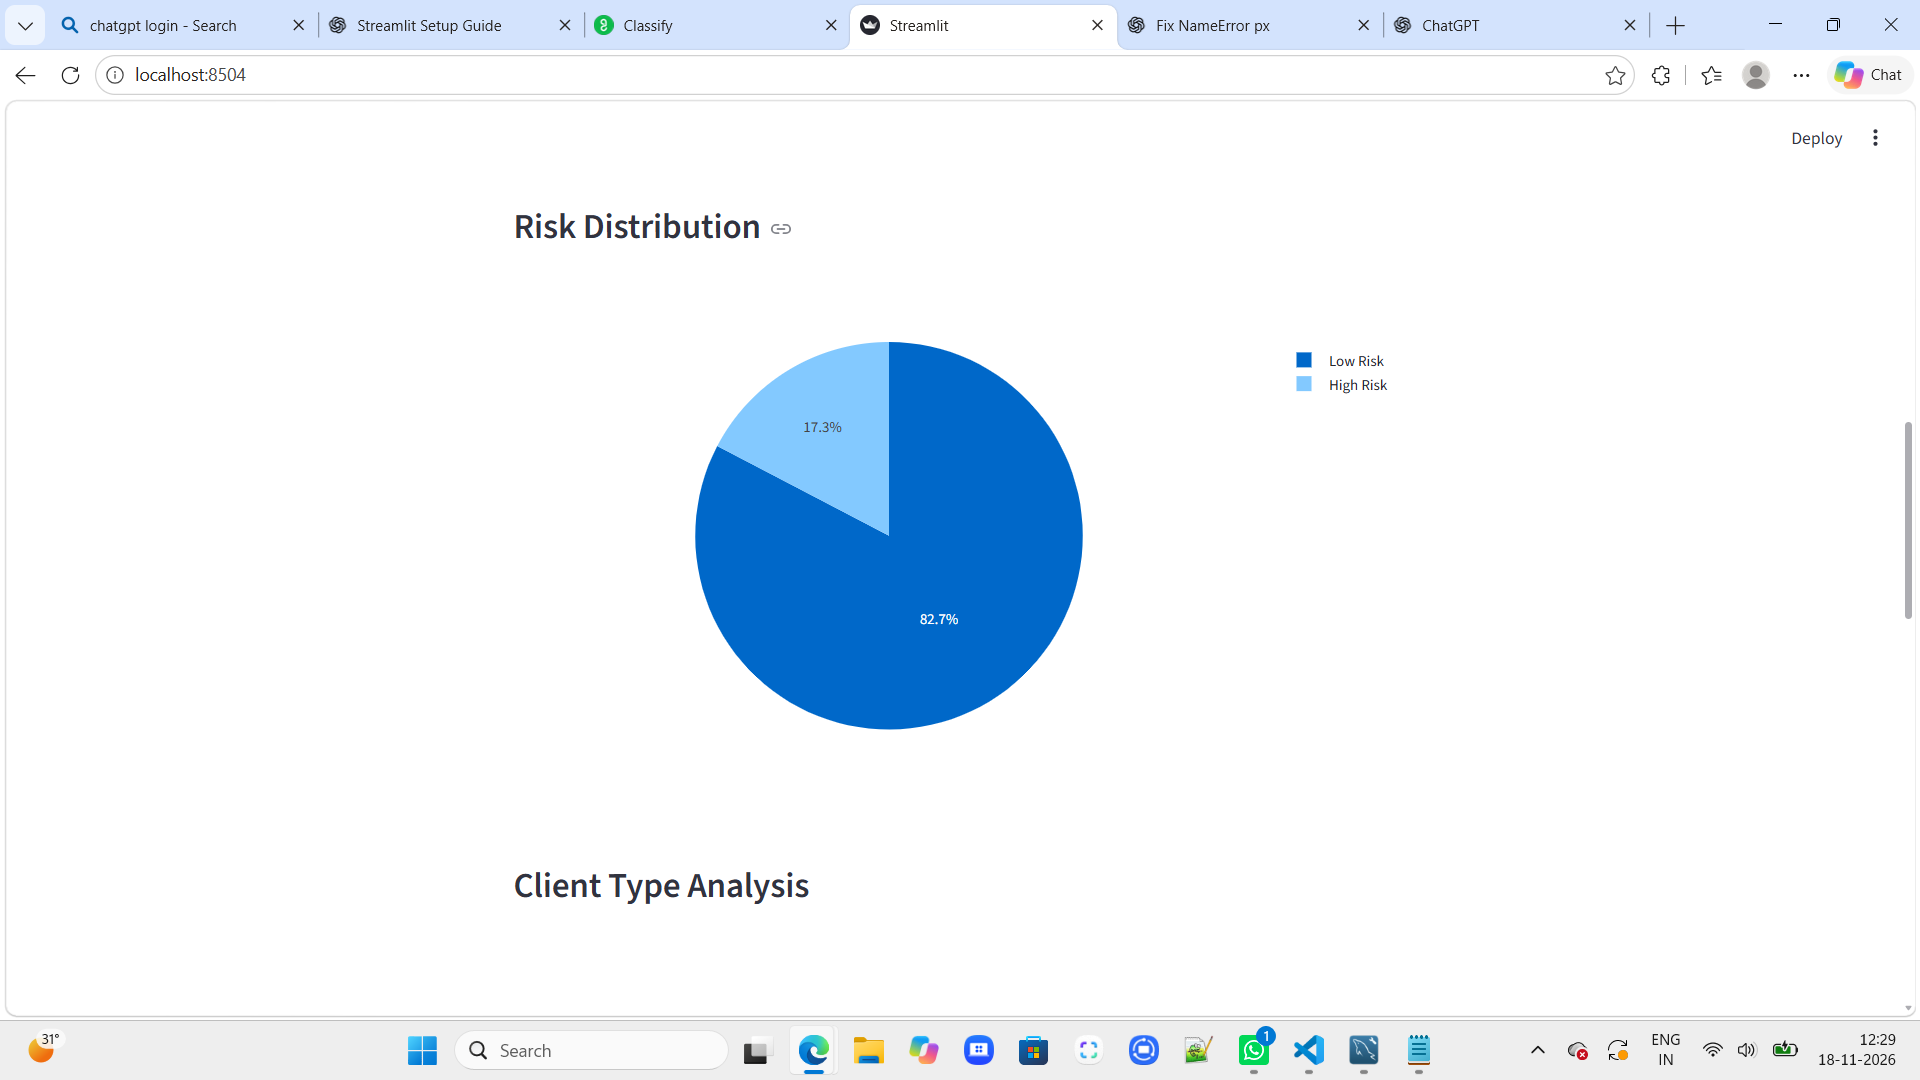 chatgpt login - Search
Streamlit Setup Guide
Classify
Streamlit
Fix NameError px
ChatGPT
localhost:8504
Chat
Deploy
Risk Distribution
Low Risk
High Risk
17.3%
82.7%
Client Type Analysis
31°
Search
1
ENG
IN
12:29
18-11-2026